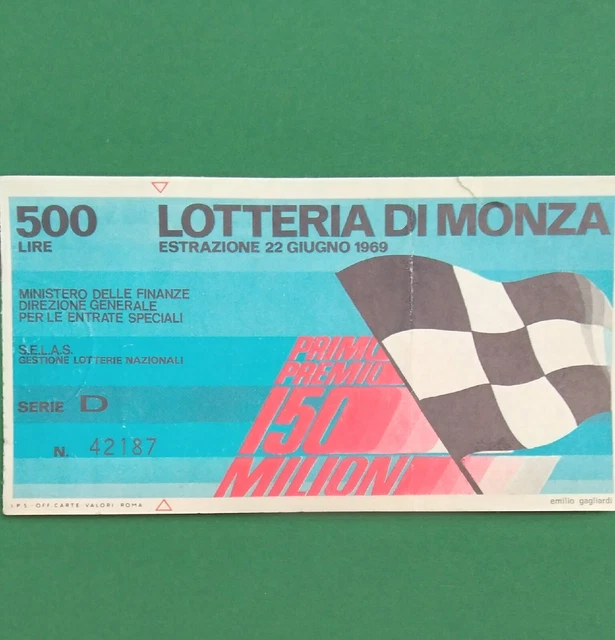 500
LIRE
LOTTERIA DI MONZA
ESTRAZIONE 22 GIUGNO 1969
MINISTERO DELLE FINANZE
DIREZIONE GENERALE
PER LE ENTRATE SPECIALI
S.E.L.A.S.
GESTIONE LOTTERIE NAZIONALI
PRIMO
PREMIO
150
MILIONI
SERIE D
N. 42187
I.P.S. - OFF. CARTE VALORI ROMA
emilio gagliardi